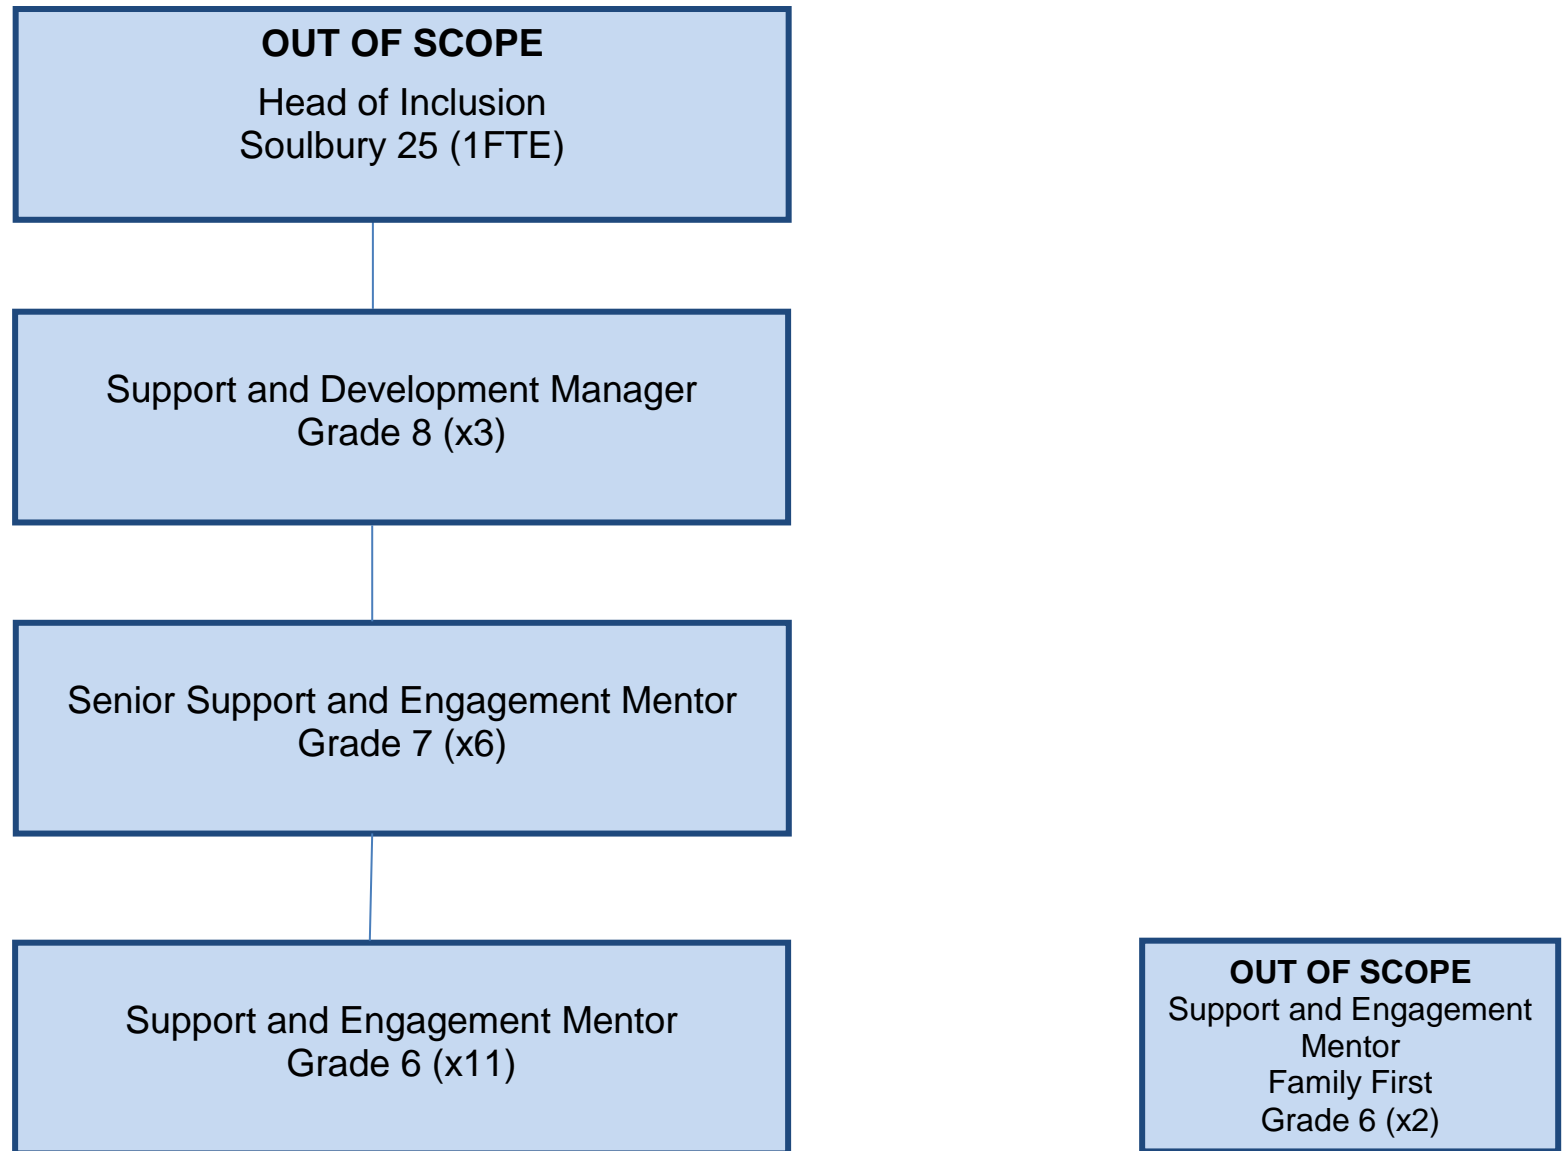 OUT OF SCOPE
Head of Inclusion
Soulbury 25 (1FTE)
Support and Development Manager
Grade 8 (x3)
Senior Support and Engagement Mentor
Grade 7 (x6)
Support and Engagement Mentor
Grade 6 (x11)
OUT OF SCOPE
Support and Engagement
Mentor
Family First
Grade 6 (x2)